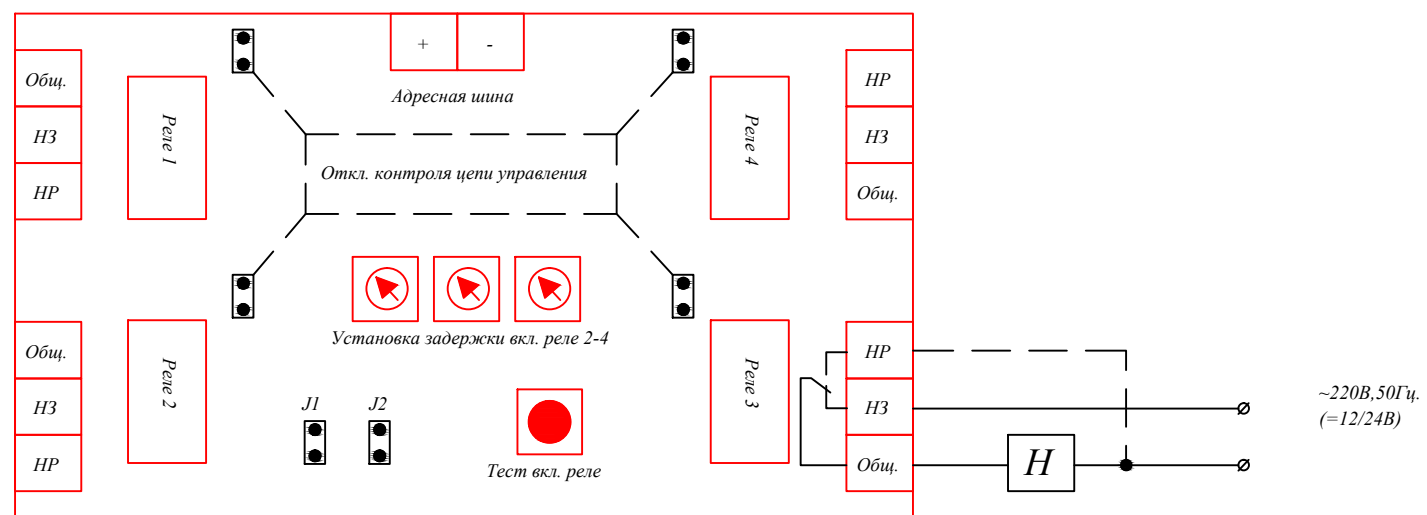 + -
Адресная шина
Общ.
НЗ
НР
Реле 1
Реле 4
НР
НЗ
Общ.
Откл. контроля цепи управления
Установка задержки вкл. реле 2-4
Общ.
НЗ
НР
Реле 2
J1 J2
Тест вкл. реле
Реле 3
НР
НЗ
Общ.
Н
~220В,50Гц.
(=12/24В)